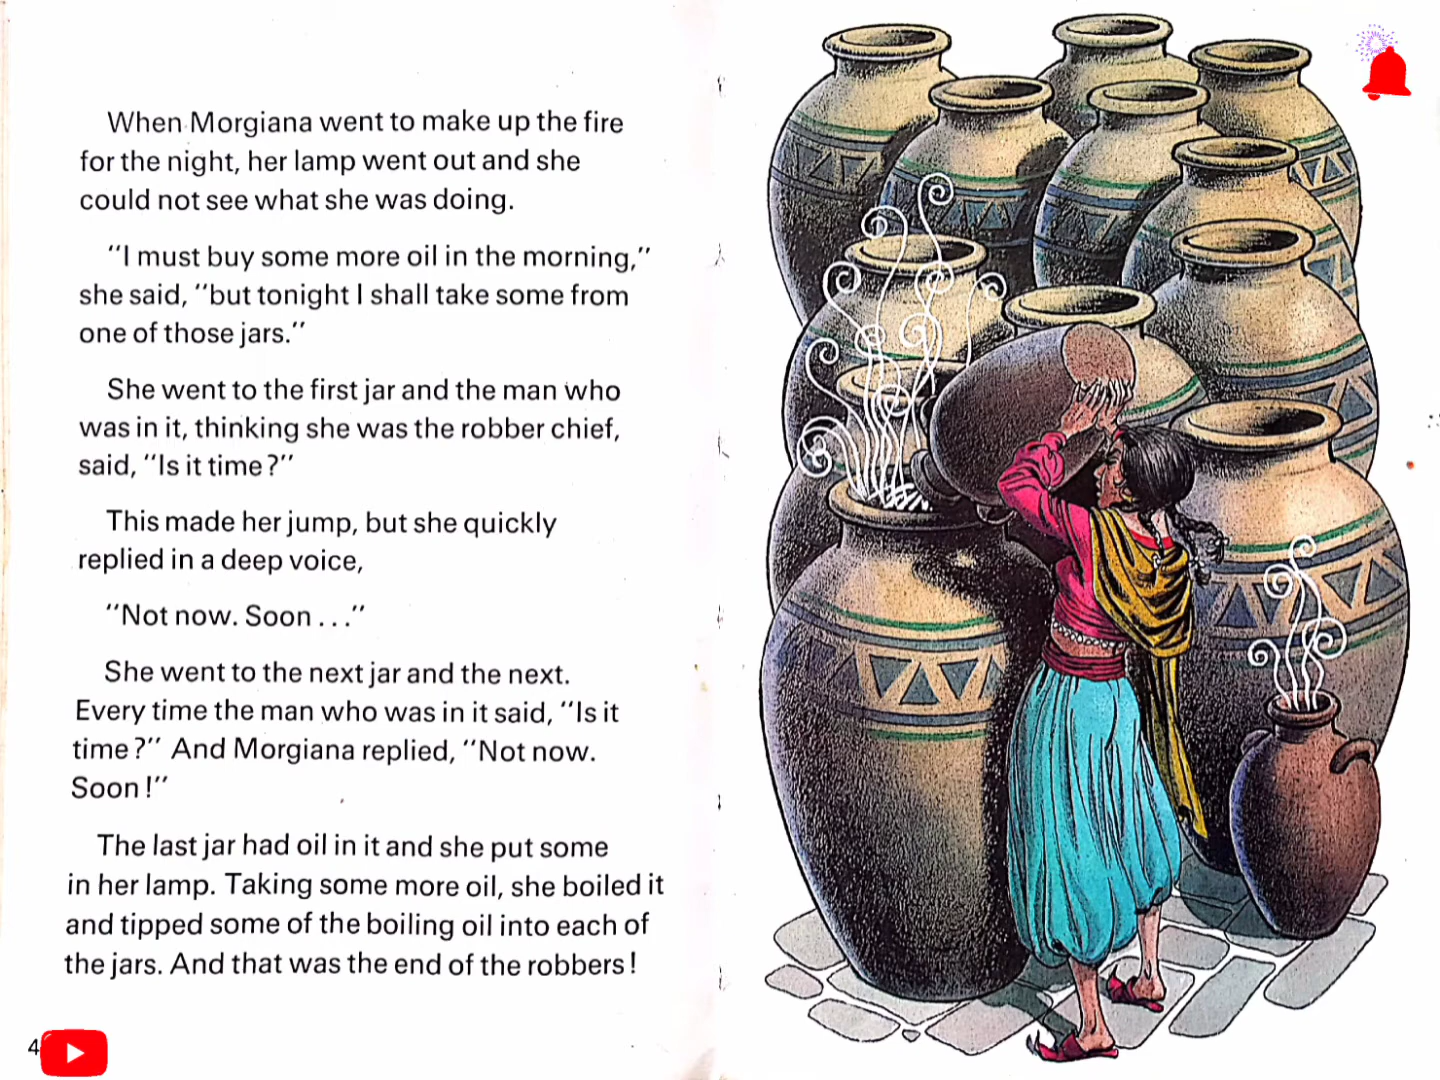 When Morgiana went to make up the fire
for the night, her lamp went out and she
could not see what she was doing.
"I must buy some more oil in the morning,"
she said, "but tonight I shall take some from
one of those jars."
She went to the first jar and the man who
was in it, thinking she was the robber chief,
said, "Is it time?"
This made her jump, but she quickly
replied in a deep voice,
"Not now. Soon . . ."
She went to the next jar and the next.
Every time the man who was in it said, "Is it
time?" And Morgiana replied, "Not now.
Soon!"
The last jar had oil in it and she put some
in her lamp. Taking some more oil, she boiled it
and tipped some of the boiling oil into each of
the jars. And that was the end of the robbers!